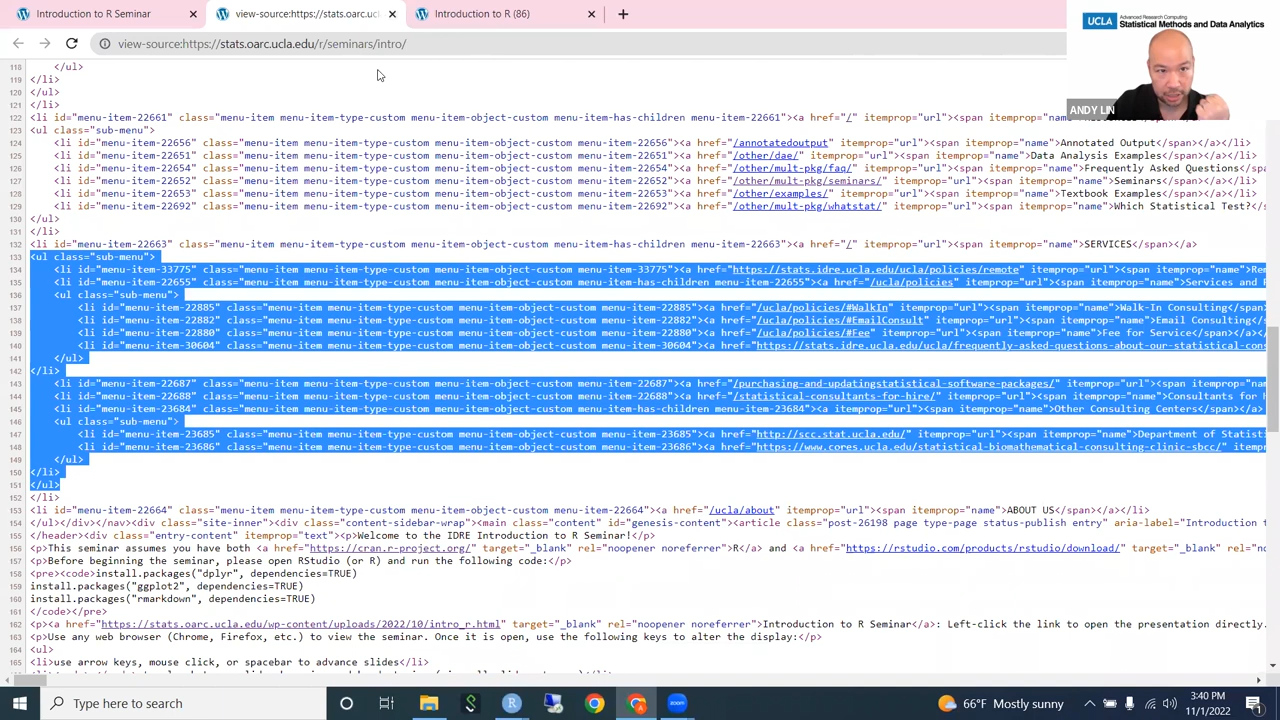 Introduction to R Seminar
view-source:https://stats.oarc.ucl
Introduction to R (86)
view-source:https://stats.oarc.ucla.edu/r/seminars/intro/
UCLA Advanced Research Computing
Statistical Methods and Data Analytics
ANDY LIN
118 </ul>
119 </li>
120 </ul>
121 </li>
122 <li id="menu-item-22661" class="menu-item menu-item-type-custom menu-item-object-custom menu-item-has-children menu-item-22661"><a href="/" itemprop="url"><span itemprop="name">
123 <ul class="sub-menu">
124 <li id="menu-item-22656" class="menu-item menu-item-type-custom menu-item-object-custom menu-item-22656"><a href="/annotatedoutput" itemprop="url"><span itemprop="name">Annotated Output</span></a></li>
125 <li id="menu-item-22651" class="menu-item menu-item-type-custom menu-item-object-custom menu-item-22651"><a href="/other/dae/" itemprop="url"><span itemprop="name">Data Analysis Examples</span></a></li>
126 <li id="menu-item-22654" class="menu-item menu-item-type-custom menu-item-object-custom menu-item-22654"><a href="/other/mult-pkg/faq/" itemprop="url"><span itemprop="name">Frequently Asked Questions</spa
127 <li id="menu-item-22652" class="menu-item menu-item-type-custom menu-item-object-custom menu-item-22652"><a href="/other/mult-pkg/seminars/" itemprop="url"><span itemprop="name">Seminars</span></a></li>
128 <li id="menu-item-22653" class="menu-item menu-item-type-custom menu-item-object-custom menu-item-22653"><a href="/other/examples/" itemprop="url"><span itemprop="name">Textbook Examples</span></a></li>
129 <li id="menu-item-22692" class="menu-item menu-item-type-custom menu-item-object-custom menu-item-22692"><a href="/other/mult-pkg/whatstat/" itemprop="url"><span itemprop="name">Which Statistical Test?</s
130 </ul>
131 </li>
132 <li id="menu-item-22663" class="menu-item menu-item-type-custom menu-item-object-custom menu-item-has-children menu-item-22663"><a href="/" itemprop="url"><span itemprop="name">SERVICES</span></a>
133 <ul class="sub-menu">
134 <li id="menu-item-33775" class="menu-item menu-item-type-custom menu-item-object-custom menu-item-33775"><a href="https://stats.idre.ucla.edu/ucla/policies/remote" itemprop="url"><span itemprop="name">Re
135 <li id="menu-item-22655" class="menu-item menu-item-type-custom menu-item-object-custom menu-item-has-children menu-item-22655"><a href="/ucla/policies" itemprop="url"><span itemprop="name">Services and
136 <ul class="sub-menu">
137 <li id="menu-item-22885" class="menu-item menu-item-type-custom menu-item-object-custom menu-item-22885"><a href="/ucla/policies/#WalkIn" itemprop="url"><span itemprop="name">Walk-In Consulting</spa
138 <li id="menu-item-22882" class="menu-item menu-item-type-custom menu-item-object-custom menu-item-22882"><a href="/ucla/policies/#EmailConsult" itemprop="url"><span itemprop="name">Email Consulting<
139 <li id="menu-item-22880" class="menu-item menu-item-type-custom menu-item-object-custom menu-item-22880"><a href="/ucla/policies/#Fee" itemprop="url"><span itemprop="name">Fee for Service</span></a>
140 <li id="menu-item-30604" class="menu-item menu-item-type-custom menu-item-object-custom menu-item-30604"><a href="https://stats.idre.ucla.edu/ucla/frequently-asked-questions-about-our-statistical-cons
141 </ul>
142 </li>
143 <li id="menu-item-22687" class="menu-item menu-item-type-custom menu-item-object-custom menu-item-22687"><a href="/purchasing-and-updatingstatistical-software-packages/" itemprop="url"><span itemprop="na
144 <li id="menu-item-22688" class="menu-item menu-item-type-custom menu-item-object-custom menu-item-22688"><a href="/statistical-consultants-for-hire/" itemprop="url"><span itemprop="name">Consultants for
145 <li id="menu-item-23684" class="menu-item menu-item-type-custom menu-item-object-custom menu-item-has-children menu-item-23684"><a itemprop="url"><span itemprop="name">Other Consulting Centers</span></a>
146 <ul class="sub-menu">
147 <li id="menu-item-23685" class="menu-item menu-item-type-custom menu-item-object-custom menu-item-23685"><a href="http://scc.stat.ucla.edu/" itemprop="url"><span itemprop="name">Department of Statist
148 <li id="menu-item-23686" class="menu-item menu-item-type-custom menu-item-object-custom menu-item-23686"><a href="https://www.cores.ucla.edu/statistical-biomathematical-consulting-clinic-sbcc/" itemp
149 </ul>
150 </li>
151 </ul>
152 </li>
153 <li id="menu-item-22664" class="menu-item menu-item-type-custom menu-item-object-custom menu-item-22664"><a href="/ucla/about" itemprop="url"><span itemprop="name">ABOUT US</span></a></li>
154 </ul></div></nav><div class="site-inner"><div class="content-sidebar-wrap"><main class="content" id="genesis-content"><article class="post-26198 page type-page status-publish entry" aria-label="Introduction t
155 </header><div class="entry-content" itemprop="text"><p>Welcome to the IDRE Introduction to R Seminar!</p>
156 <p>This seminar assumes you have both <a href="https://cran.r-project.org/" target="_blank" rel="noopener noreferrer">R</a> and <a href="https://rstudio.com/products/rstudio/download/" target="_blank" rel="no
157 <p>Before beginning the seminar, please open RStudio (or R) and run the following code:</p>
158 <pre><code>install.packages("dplyr", dependencies=TRUE)
159 install.packages("ggplot2", dependencies=TRUE)
160 install.packages("rmarkdown", dependencies=TRUE)
161 </code></pre>
162 <p><a href="https://stats.oarc.ucla.edu/wp-content/uploads/2022/10/intro_r.html" target="_blank" rel="noopener noreferrer">Introduction to R Seminar</a>: Left-click the link to open the presentation directly.
163 <p>Use any web browser (Chrome, Firefox, etc.) to view the seminar. Once it is open, use the following keys to alter the display:</p>
164 <ul>
165 <li>use arrow keys, mouse click, or spacebar to advance slides</li>
Type here to search
66°F Mostly sunny
3:40 PM
11/1/2022